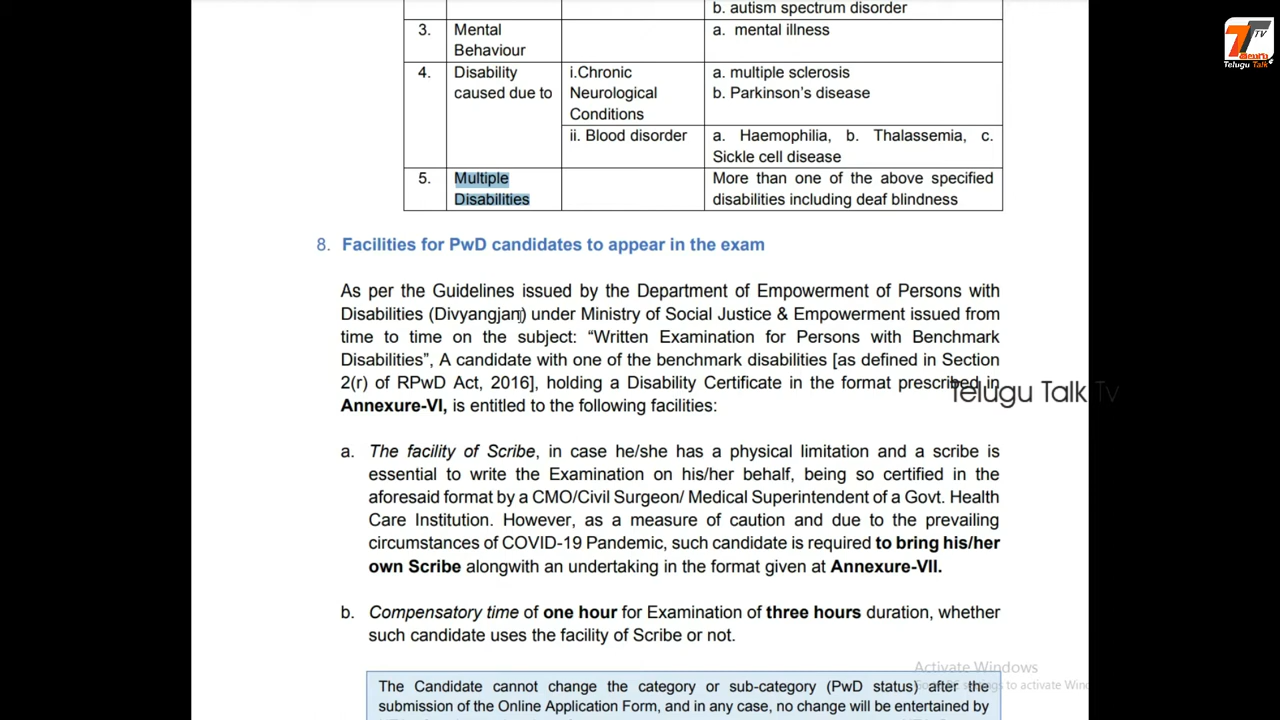 b. autism spectrum disorder
3. Mental Behaviour a. mental illness
4. Disability caused due to i.Chronic Neurological Conditions a. multiple sclerosis
b. Parkinson's disease
ii. Blood disorder a. Haemophilia, b. Thalassemia, c. Sickle cell disease
5. Multiple Disabilities More than one of the above specified disabilities including deaf blindness
8. Facilities for PwD candidates to appear in the exam
As per the Guidelines issued by the Department of Empowerment of Persons with
Disabilities (Divyangjan) under Ministry of Social Justice & Empowerment issued from
time to time on the subject: “Written Examination for Persons with Benchmark
Disabilities”, A candidate with one of the benchmark disabilities [as defined in Section
2(r) of RPwD Act, 2016], holding a Disability Certificate in the format prescribed in
Annexure-VI, is entitled to the following facilities:
a. The facility of Scribe, in case he/she has a physical limitation and a scribe is
essential to write the Examination on his/her behalf, being so certified in the
aforesaid format by a CMO/Civil Surgeon/ Medical Superintendent of a Govt. Health
Care Institution. However, as a measure of caution and due to the prevailing
circumstances of COVID-19 Pandemic, such candidate is required to bring his/her
own Scribe alongwith an undertaking in the format given at Annexure-VII.
b. Compensatory time of one hour for Examination of three hours duration, whether
such candidate uses the facility of Scribe or not.
The Candidate cannot change the category or sub-category (PwD status) after the
submission of the Online Application Form, and in any case, no change will be entertained by
Telugu Talk Tv
Activate Windows
settings to activate
TV
తెలుగు
Telugu Talk